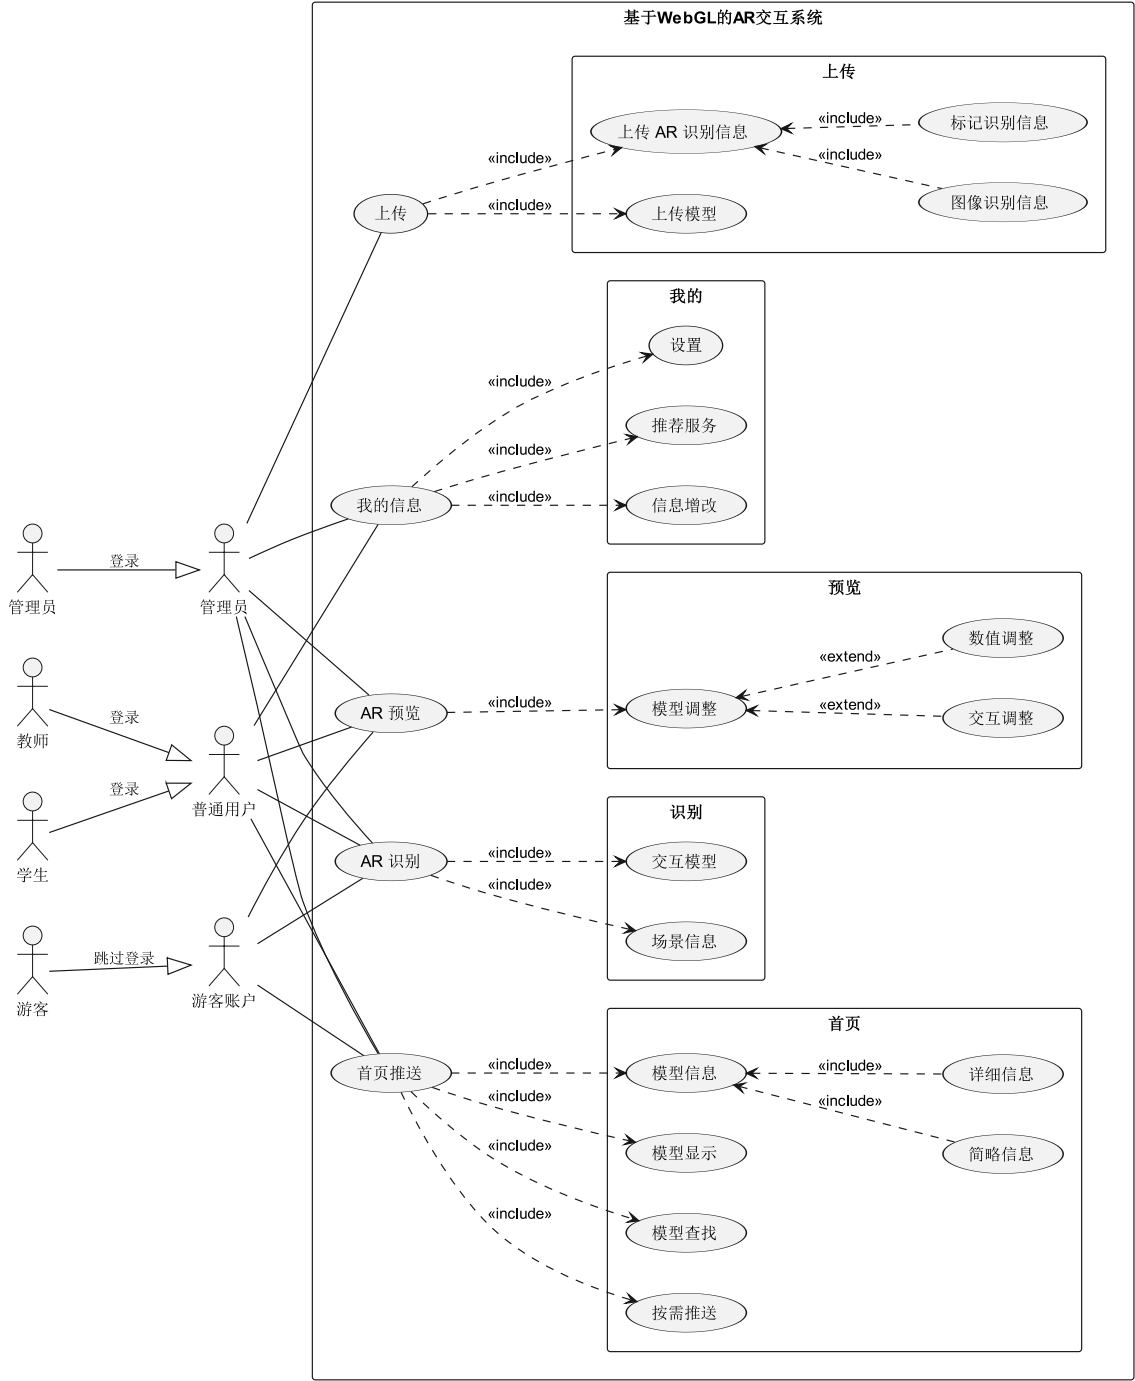 基于WebGL的AR交互系统
上传
«include»
标记识别信息
上传 AR 识别信息
«include»
«include»
图像识别信息
上传
«include»
上传模型
我的
设置
«include»
推荐服务
«include»
我的信息
«include»
信息增改
登录
管理员
管理员
预览
数值调整
«extend»
AR 预览
«include»
模型调整
«extend»
交互调整
登录
教师
登录
普通用户
学生
识别
AR 识别
«include»
交互模型
«include»
场景信息
跳过登录
游客
游客账户
首页
首页推送
«include»
模型信息
«include»
详细信息
«include»
«include»
模型显示
简略信息
«include»
«include»
模型查找
按需推送